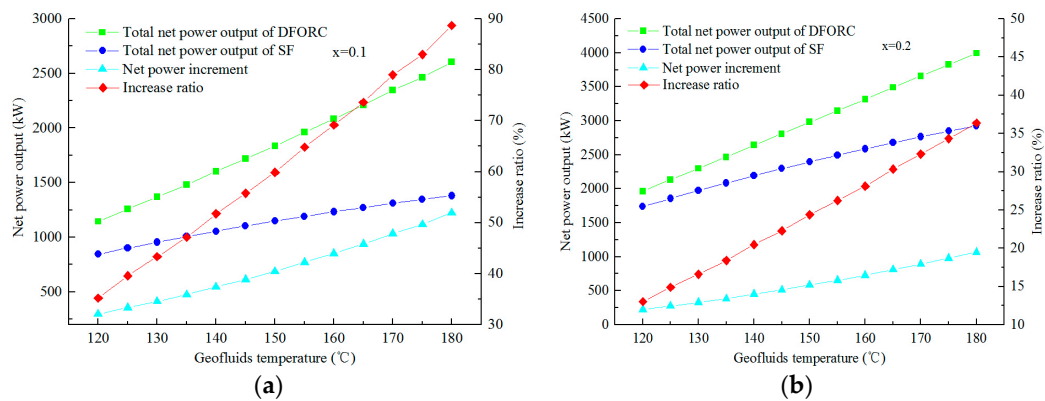 Total net power output of DFORC
Total net power output of SF
Net power increment
Increase ratio
x=0.1
Net power output (kW)
3000
2500
2000
1500
1000
500
90
80
70
60
50
40
30
Increase ratio (%)
120 130 140 150 160 170 180
Geofluids temperature (℃)
(a)
Total net power output of DFORC
Total net power output of SF
Net power increment
Increase ratio
x=0.2
Net power output (kW)
4500
4000
3500
3000
2500
2000
1500
1000
500
0
50
45
40
35
30
25
20
15
10
Increase ratio (%)
120 130 140 150 160 170 180
Geofluids temperature (℃)
(b)